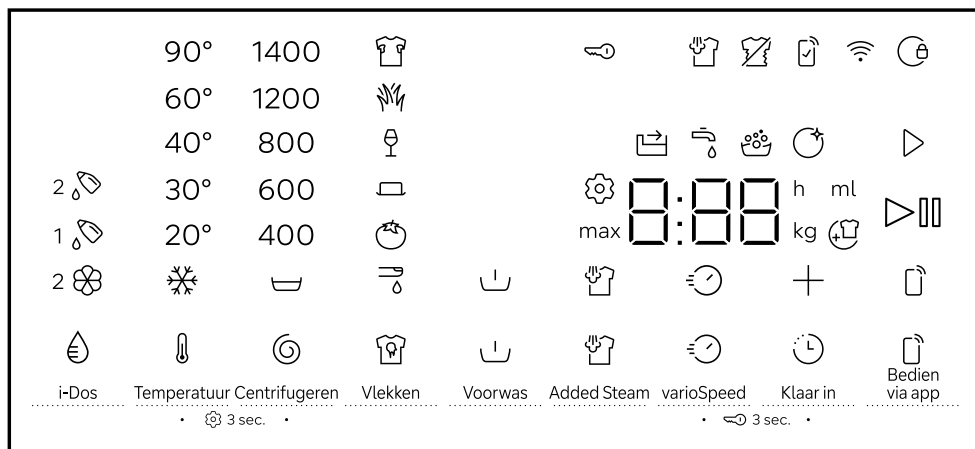 90° 1400
60° 1200
40° 800
2 30° 600 h ml
1 20° 400 max 8:88 kg
2
i-Dos Temperatuur Centrifugeren Vlekken Voorwas Added Steam varioSpeed Klaar in Bedien via app
• 3 sec. • • 3 sec. •